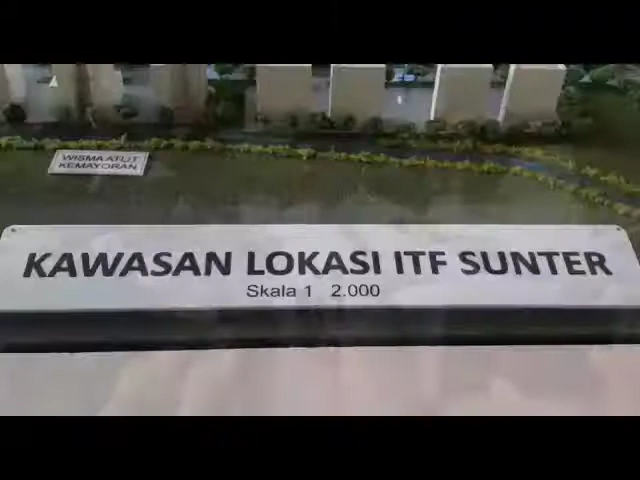 WISMA ATLIT
KEMAYORAN
KAWASAN LOKASI ITF SUNTER
Skala 1 2.000